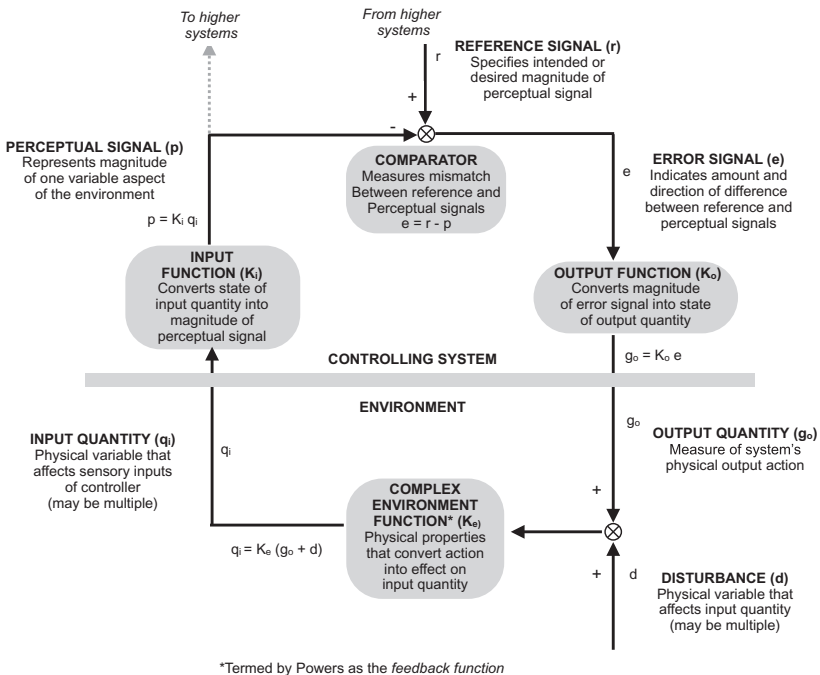 To higher
systems
From higher
systems
REFERENCE SIGNAL (r)
Specifies intended or
desired magnitude of
perceptual signal
r
+
-
PERCEPTUAL SIGNAL (p)
Represents magnitude
of one variable aspect
of the environment
p = Kᵢ qᵢ
COMPARATOR
Measures mismatch
Between reference and
Perceptual signals
e = r - p
e
ERROR SIGNAL (e)
Indicates amount and
direction of difference
between reference and
perceptual signals
INPUT
FUNCTION (Kᵢ)
Converts state of
input quantity into
magnitude of
perceptual signal
OUTPUT FUNCTION (Kₒ)
Converts magnitude
of error signal into state
of output quantity
CONTROLLING SYSTEM
gₒ = Kₒ e
ENVIRONMENT
INPUT QUANTITY (qᵢ)
Physical variable that
affects sensory inputs
of controller
(may be multiple)
qᵢ
gₒ
OUTPUT QUANTITY (gₒ)
Measure of system's
physical output action
+
COMPLEX
ENVIRONMENT
FUNCTION* (Kₑ)
Physical properties
that convert action
into effect on
input quantity
qᵢ = Kₑ (gₒ + d)
+
d
DISTURBANCE (d)
Physical variable that
affects input quantity
(may be multiple)
*Termed by Powers as the feedback function